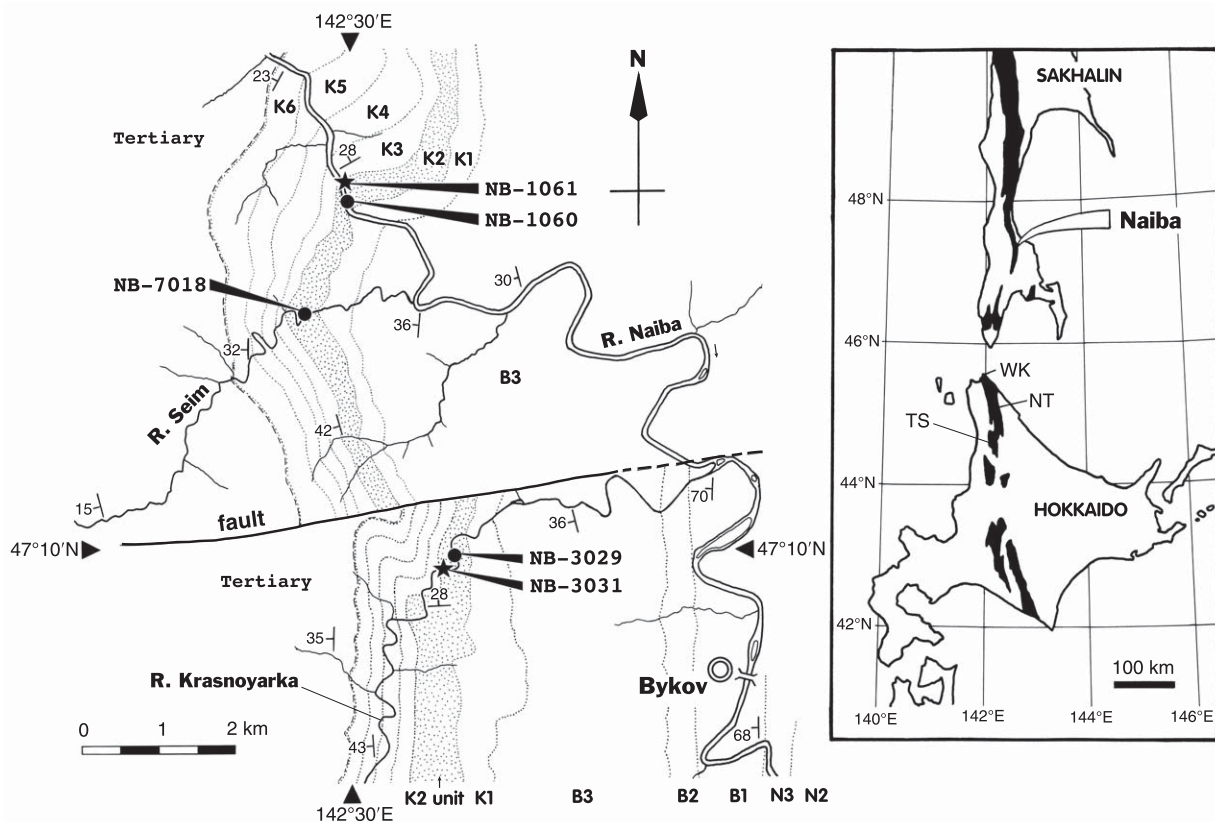 142°30′E
N
23
K5
K6
K4
Tertiary
28
K3
K2
K1
NB-1061
NB-1060
NB-7018
30
36
R. Naiba
32
B3
R. Seim
42
15
70
fault
36
47°10′N
47°10′N
NB-3029
Tertiary
NB-3031
28
35
R. Krasnoyarka
Bykov
0 1 2 km
43
68
K2 unit K1 B3 B2 B1 N3 N2
142°30′E
SAKHALIN
48°N
Naiba
46°N
WK
NT
TS
44°N
HOKKAIDO
42°N
100 km
140°E 142°E 144°E 146°E